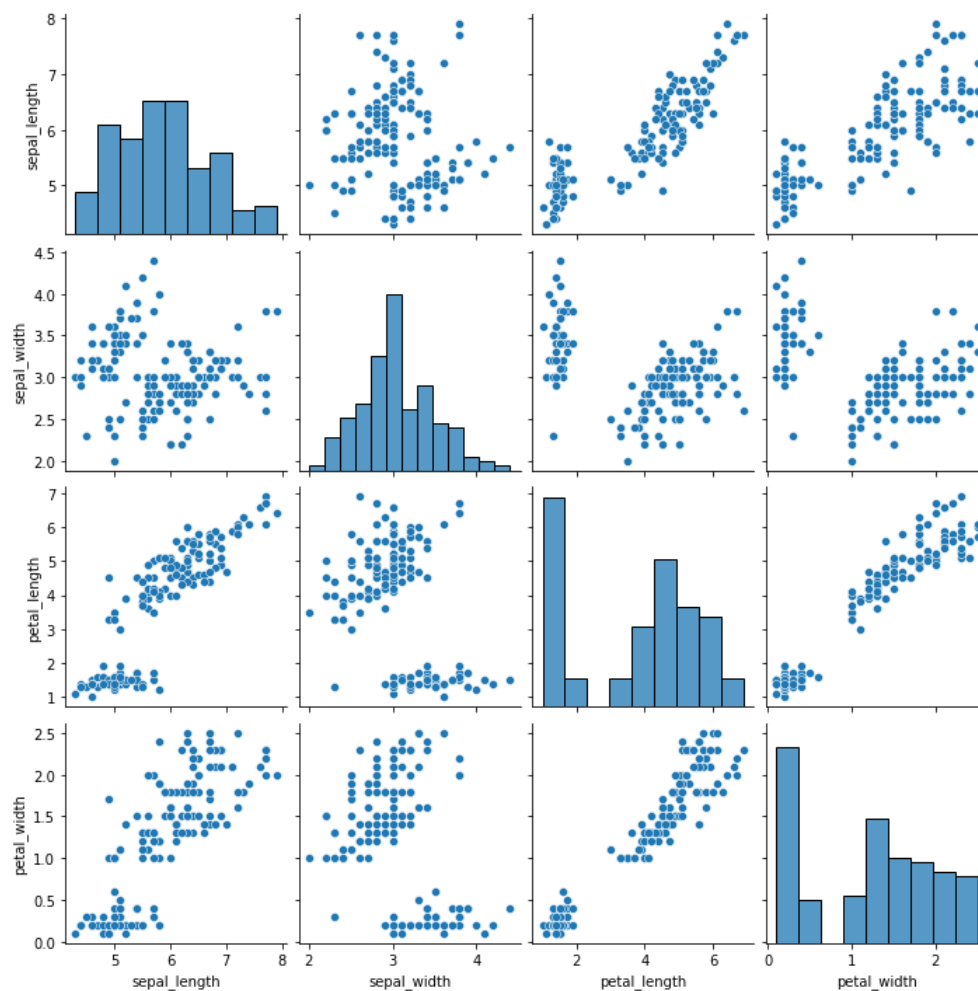 8
7
6
5
sepal_length
4.5
4.0
3.5
3.0
2.5
2.0
sepal_width
7
6
5
4
3
2
1
petal_length
2.5
2.0
1.5
1.0
0.5
0.0
petal_width
5 6 7 8
sepal_length
2 3 4
sepal_width
2 4 6
petal_length
0 1 2
petal_width